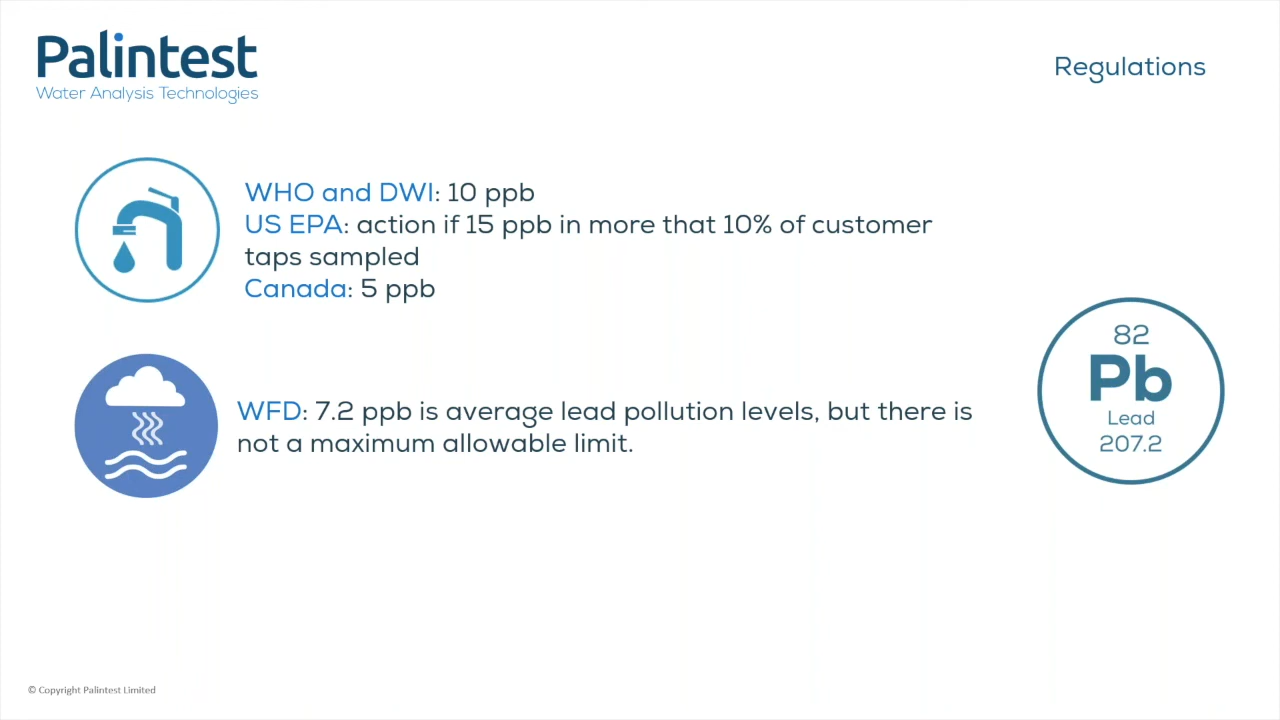 Palintest
Water Analysis Technologies
Regulations
WHO and DWI: 10 ppb
US EPA: action if 15 ppb in more that 10% of customer
taps sampled
Canada: 5 ppb
82
Pb
Lead
207.2
WFD: 7.2 ppb is average lead pollution levels, but there is
not a maximum allowable limit.
© Copyright Palintest Limited